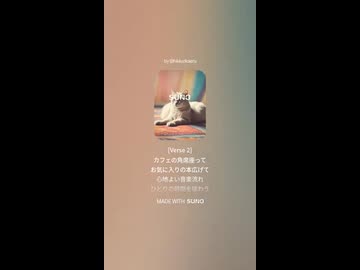 SUNO
[Verse 2]
カフェの角席座って
お気に入りの本広げて
心地よい音楽流れ
ひとりの時間を味わう
MADE WITH SUNO